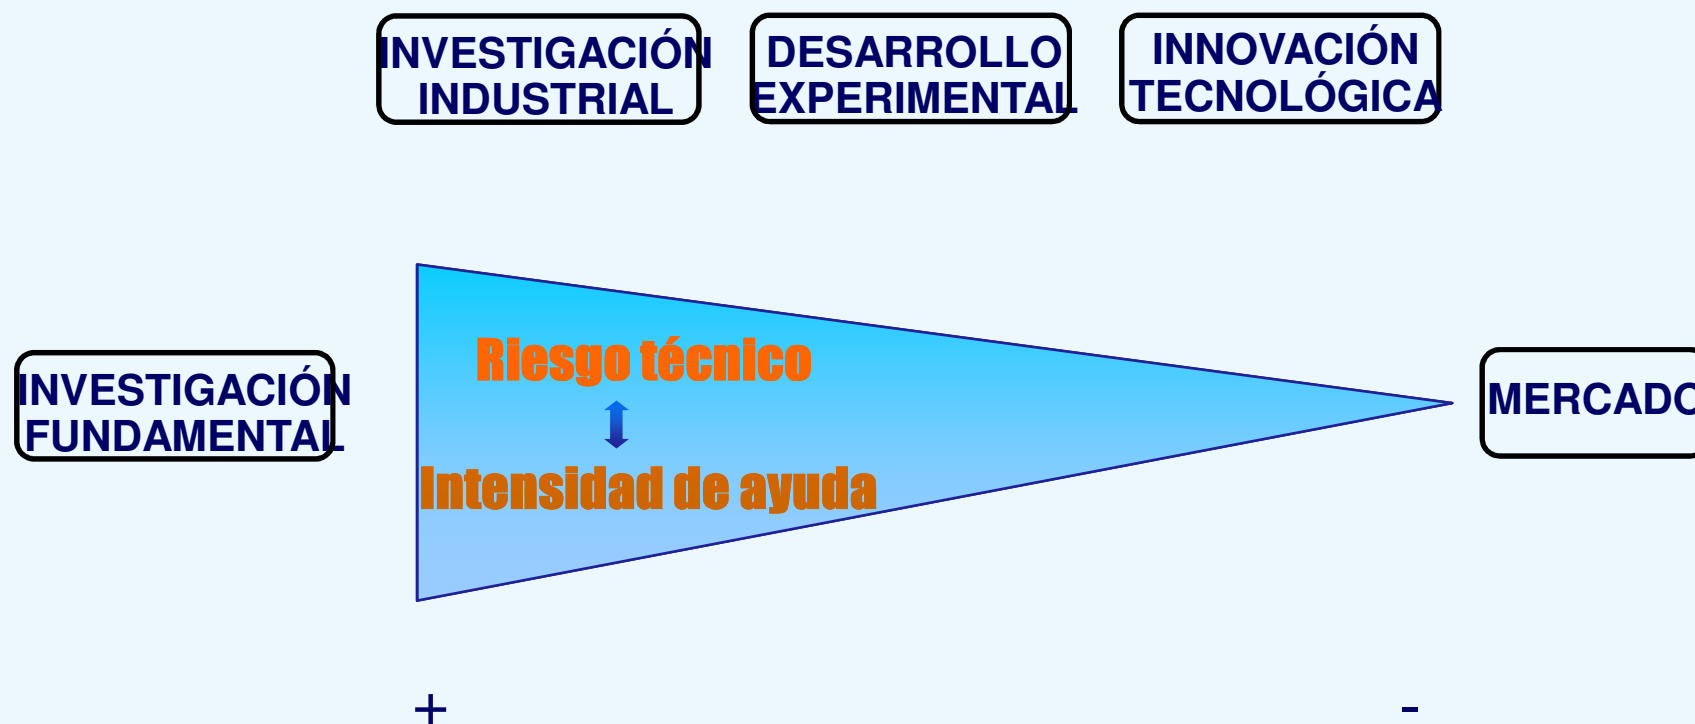 INVESTIGACIÓN
INDUSTRIAL
DESARROLLO
EXPERIMENTAL
INNOVACIÓN
TECNOLÓGICA
Riesgo técnico
INVESTIGACIÓN
FUNDAMENTAL
MERCADO
Intensidad de ayuda
+
-